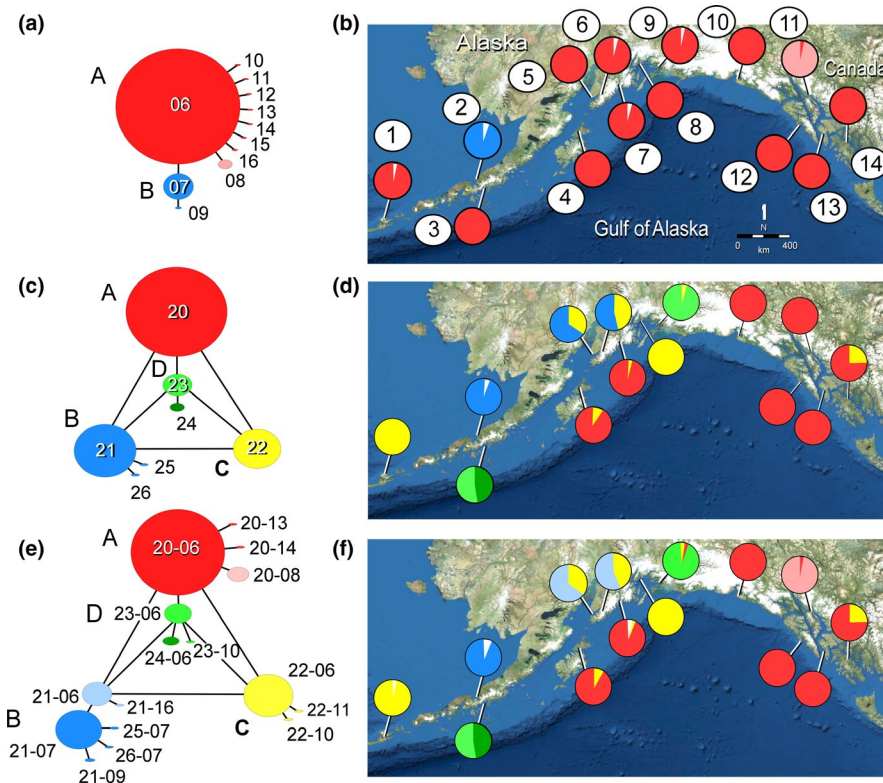 (a)
A
06
10
11
12
13
14
15
16
08
B
07
09
(b)
Alaska
Canada
Gulf of Alaska
1
2
3
4
5
6
7
8
9
10
11
12
13
14
N
0 400
km
(c)
A
20
D
23
24
B
21
25
26
22
C
(d)
(e)
A
20-06
20-13
20-14
20-08
D
23-06
24-06
23-10
21-06
21-16
B
21-07
25-07
26-07
21-09
22-06
22-11
22-10
C
(f)